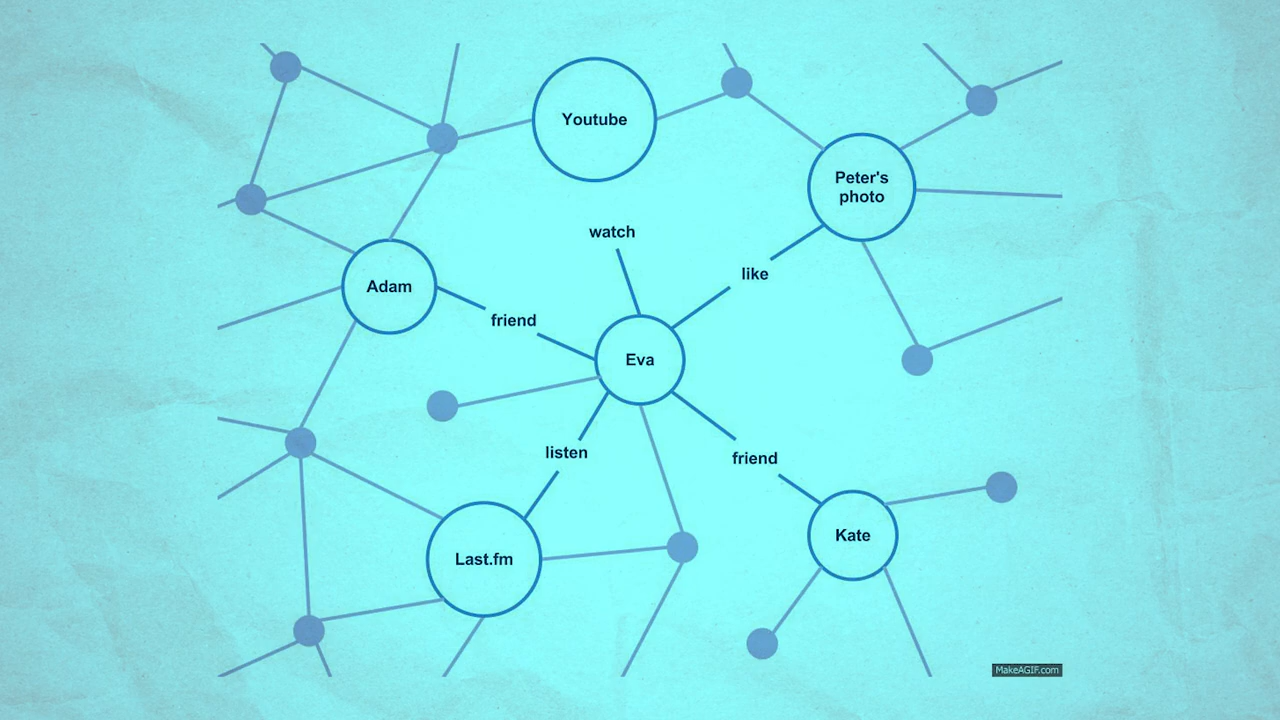 Youtube
Peter's
photo
watch
like
Adam
friend
Eva
listen
friend
Kate
Last.fm
MakeAGIF.com